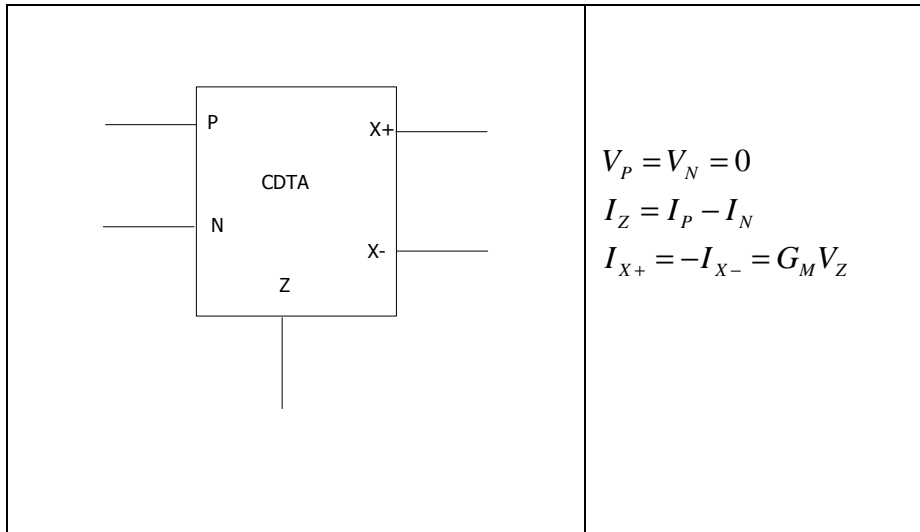 P
X+
CDTA
N
X-
Z
V_P = V_N = 0
I_Z = I_P − I_N
I_{X+} = −I_{X−} = G_M V_Z